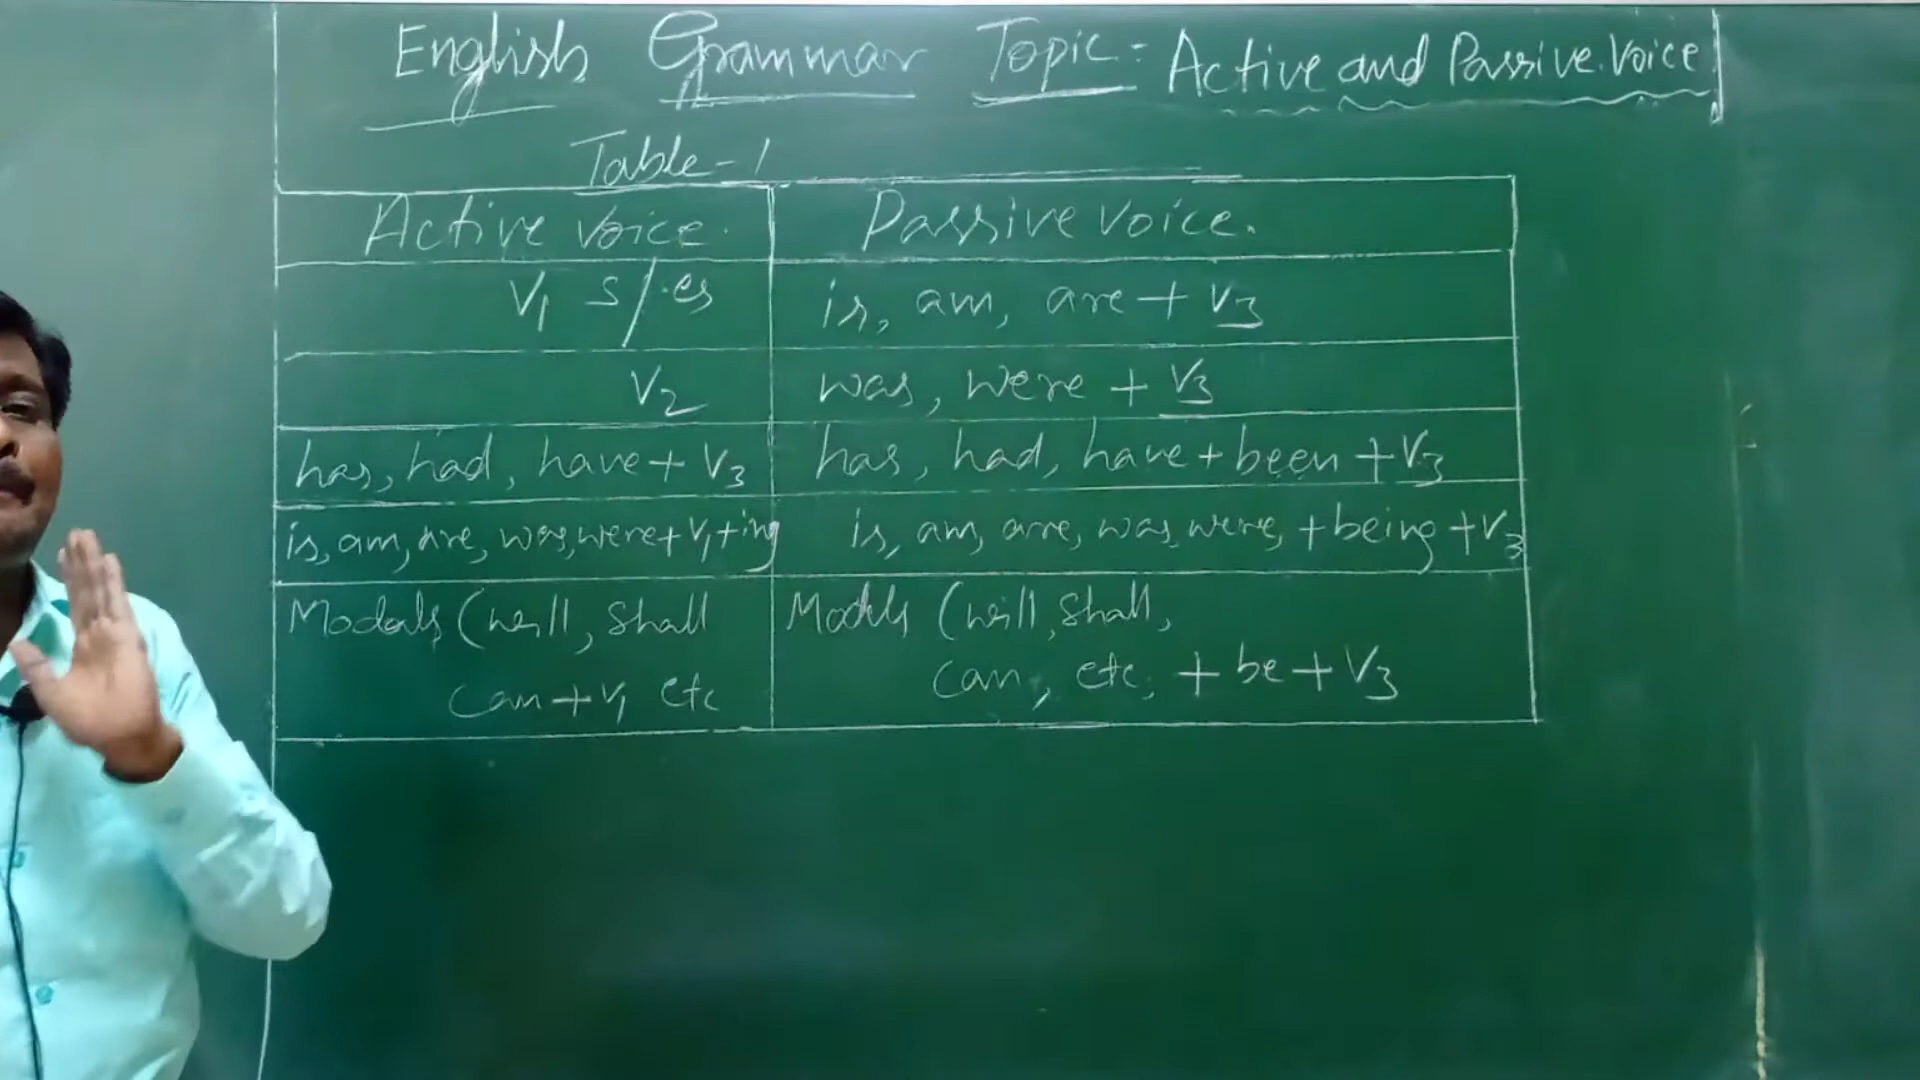 English Grammar Topic: Active and Passive Voice
Table-1
Active voice. Passive voice.
V1 s/es is, am, are + V3
V2 was, were + V3
has, had, have + V3 has, had, have + been + V3
is, am, are, was, were + V1 + ing is, am, are, was, were, + being + V3
Modals (will, shall Modls (will, shall,
can + V1 etc can, etc, + be + V3